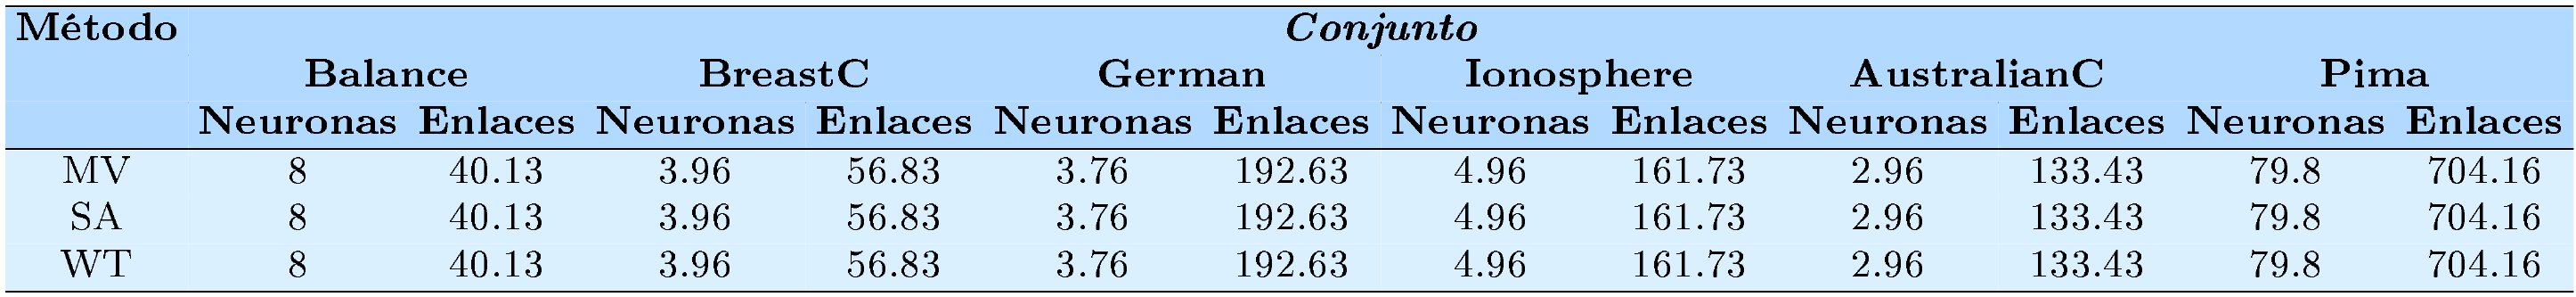 Método Conjunto
Balance BreastC German Ionosphere AustralianC Pima
Neuronas Enlaces Neuronas Enlaces Neuronas Enlaces Neuronas Enlaces Neuronas Enlaces Neuronas Enlaces
MV 8 40.13 3.96 56.83 3.76 192.63 4.96 161.73 2.96 133.43 79.8 704.16
SA 8 40.13 3.96 56.83 3.76 192.63 4.96 161.73 2.96 133.43 79.8 704.16
WT 8 40.13 3.96 56.83 3.76 192.63 4.96 161.73 2.96 133.43 79.8 704.16